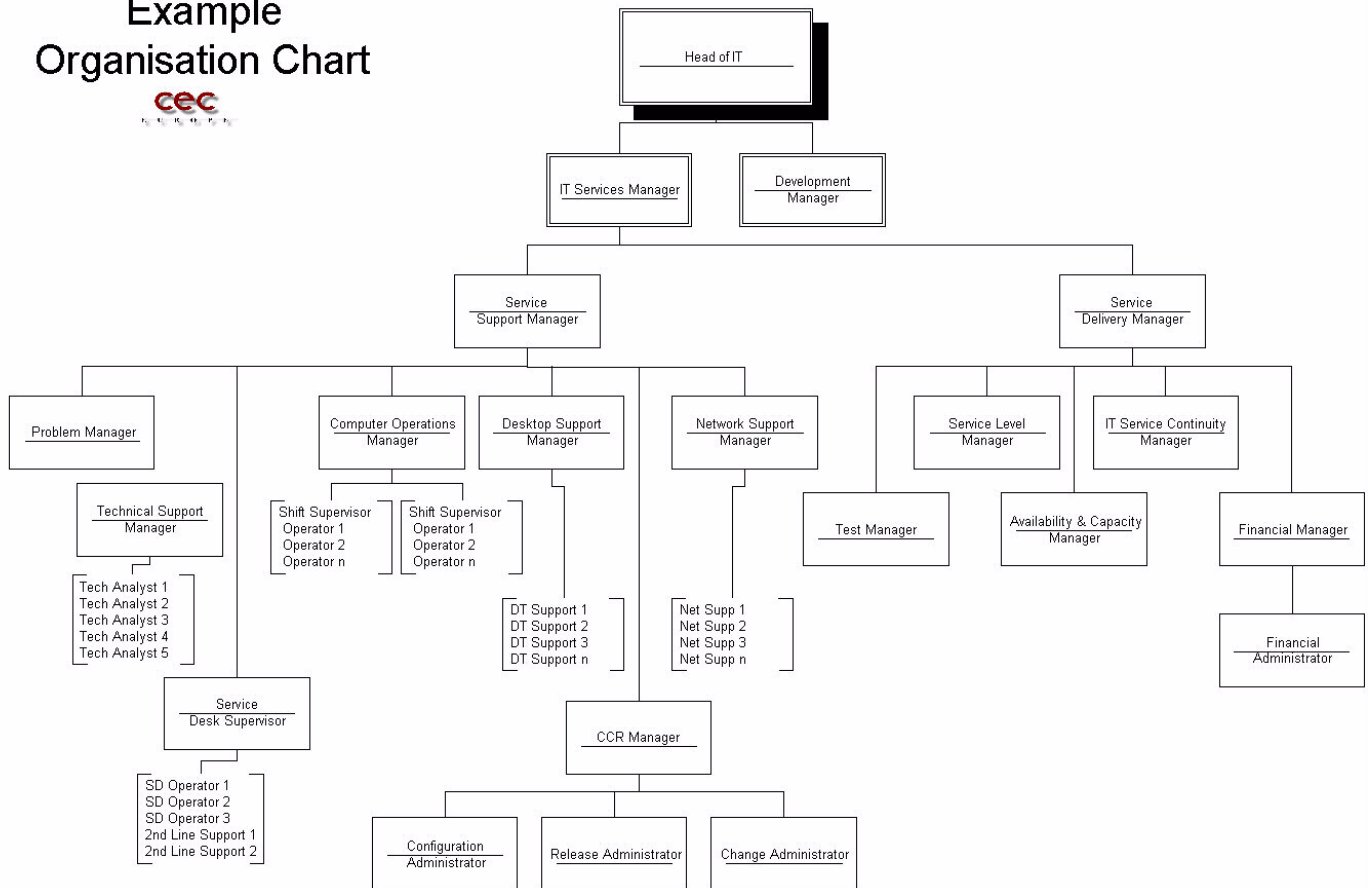 Example
Organisation Chart
cec
EUROPE
Head of IT
IT Services Manager
Development
Manager
Service
Support Manager
Service
Delivery Manager
Problem Manager
Computer Operations
Manager
Desktop Support
Manager
Network Support
Manager
Service Level
Manager
IT Service Continuity
Manager
Technical Support
Manager
Shift Supervisor
Operator 1
Operator 2
Operator n
Shift Supervisor
Operator 1
Operator 2
Operator n
Test Manager
Availability & Capacity
Manager
Financial Manager
Tech Analyst 1
Tech Analyst 2
Tech Analyst 3
Tech Analyst 4
Tech Analyst 5
DT Support 1
DT Support 2
DT Support 3
DT Support n
Net Supp 1
Net Supp 2
Net Supp 3
Net Supp n
Financial
Administrator
Service
Desk Supervisor
CCR Manager
SD Operator 1
SD Operator 2
SD Operator 3
2nd Line Support 1
2nd Line Support 2
Configuration
Administrator
Release Administrator
Change Administrator